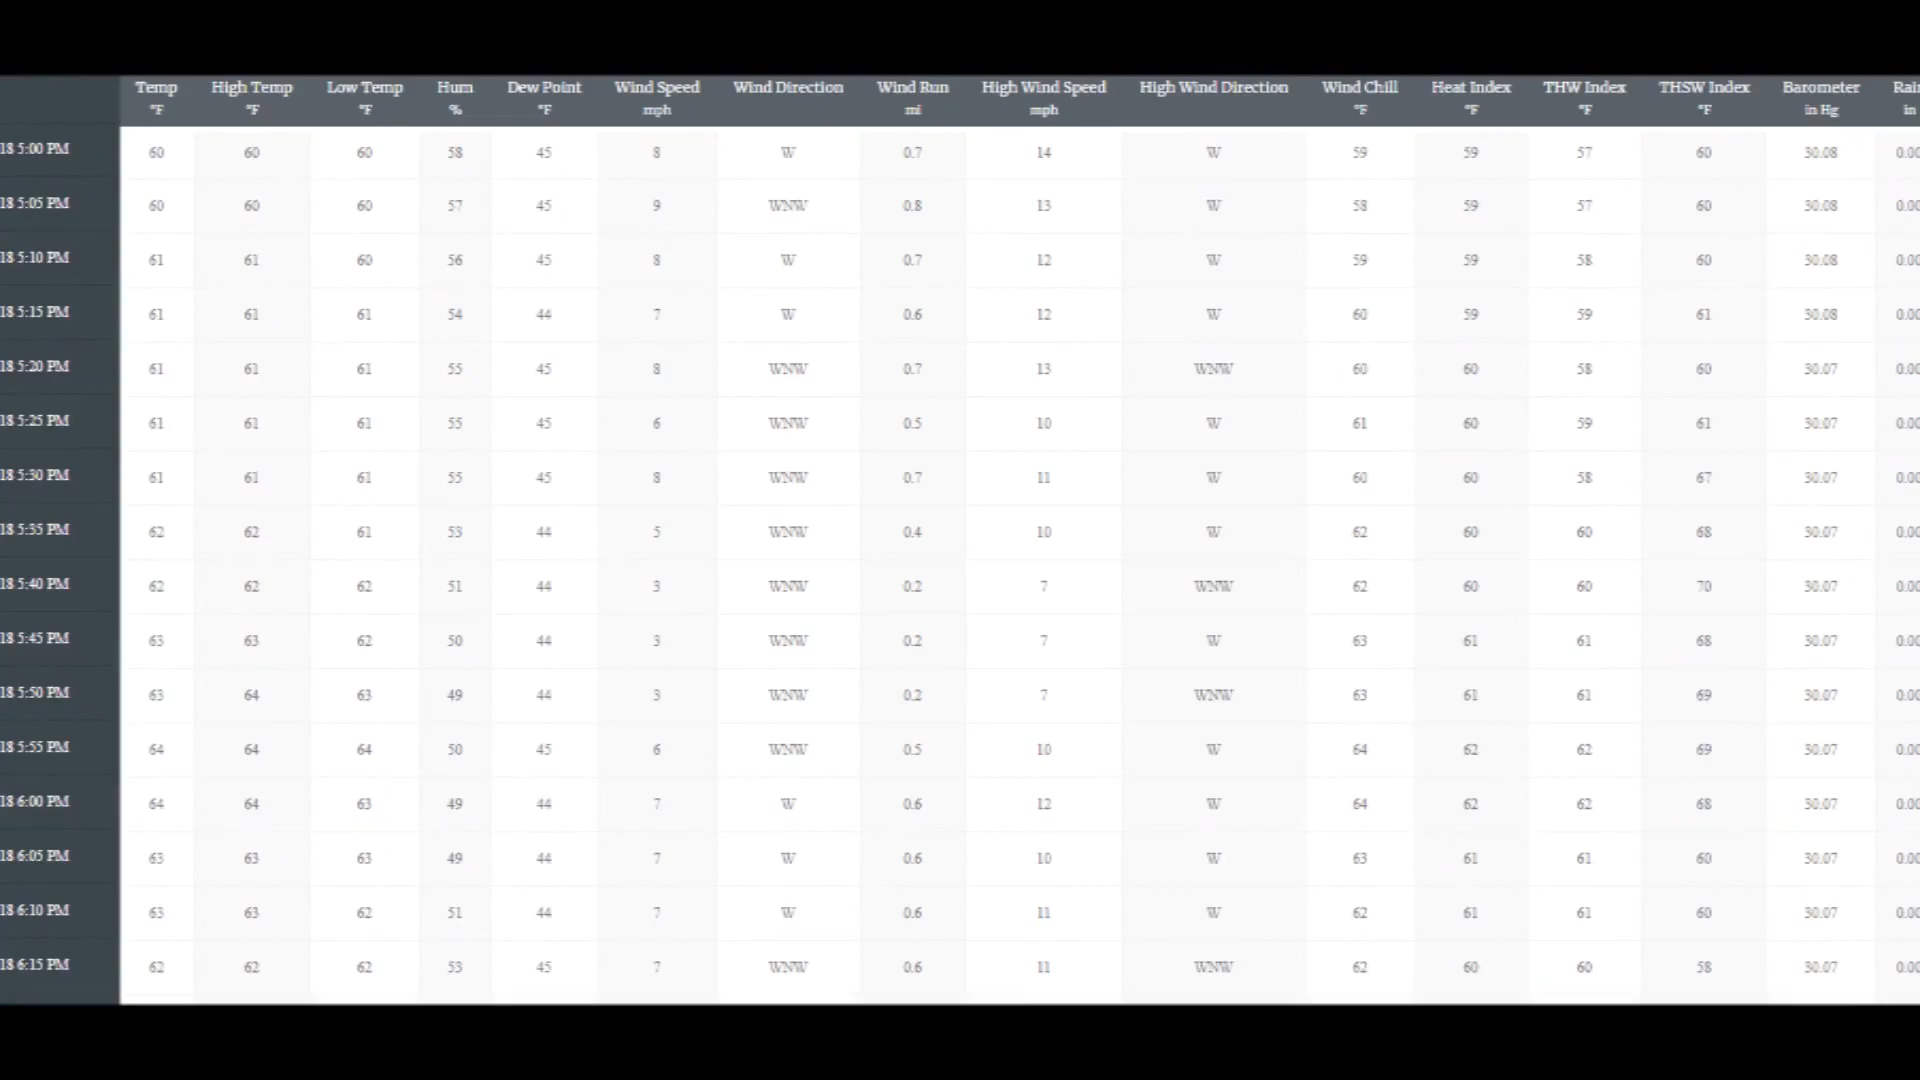 Temp High Temp Low Temp Hum Dew Point Wind Speed Wind Direction Wind Run High Wind Speed High Wind Direction Wind Chill Heat Index THW Index THSW Index Barometer Rain
°F °F °F % °F mph mi mph °F °F °F °F in Hg in
18 5:00 PM 60 60 60 58 45 8 W 0.7 14 W 59 59 57 60 30.08 0.00
18 5:05 PM 60 60 60 57 45 9 WNW 0.8 13 W 58 59 57 60 30.08 0.00
18 5:10 PM 61 61 60 56 45 8 W 0.7 12 W 59 59 58 60 30.08 0.00
18 5:15 PM 61 61 61 54 44 7 W 0.6 12 W 60 59 59 61 30.08 0.00
18 5:20 PM 61 61 61 55 45 8 WNW 0.7 13 WNW 60 60 58 60 30.07 0.00
18 5:25 PM 61 61 61 55 45 6 WNW 0.5 10 W 61 60 59 61 30.07 0.00
18 5:30 PM 61 61 61 55 45 8 WNW 0.7 11 W 60 60 58 67 30.07 0.00
18 5:35 PM 62 62 61 53 44 5 WNW 0.4 10 W 62 60 60 68 30.07 0.00
18 5:40 PM 62 62 62 51 44 3 WNW 0.2 7 WNW 62 60 60 70 30.07 0.00
18 5:45 PM 63 63 62 50 44 3 WNW 0.2 7 W 63 61 61 68 30.07 0.00
18 5:50 PM 63 64 63 49 44 3 WNW 0.2 7 WNW 63 61 61 69 30.07 0.00
18 5:55 PM 64 64 64 50 45 6 WNW 0.5 10 W 64 62 62 69 30.07 0.00
18 6:00 PM 64 64 63 49 44 7 W 0.6 12 W 64 62 62 68 30.07 0.00
18 6:05 PM 63 63 63 49 44 7 W 0.6 10 W 63 61 61 60 30.07 0.00
18 6:10 PM 63 63 62 51 44 7 W 0.6 11 W 62 61 61 60 30.07 0.00
18 6:15 PM 62 62 62 53 45 7 WNW 0.6 11 WNW 62 60 60 58 30.07 0.00